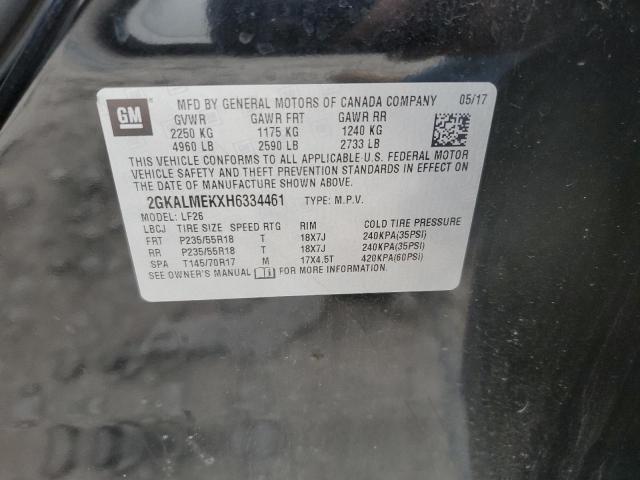 GM
MFD BY GENERAL MOTORS OF CANADA COMPANY 05/17
GVWR GAWR FRT GAWR RR
2250 KG 1175 KG 1240 KG
4960 LB 2590 LB 2733 LB
THIS VEHICLE CONFORMS TO ALL APPLICABLE U.S. FEDERAL MOTOR
VEHICLE SAFETY AND THEFT PREVENTION STANDARDS IN EFFECT ON
THE DATE OF MANUFACTURE SHOWN ABOVE.
2GKALMEKXH6334461 TYPE: M.P.V.
MODEL: LF26
LBCJ TIRE SIZE SPEED RTG RIM COLD TIRE PRESSURE
FRT P235/55R18 T 18X7J 240KPA(35PSI)
RR P235/55R18 T 18X7J 240KPA(35PSI)
SPA T145/70R17 M 17X4.5T 420KPA(60PSI)
SEE OWNER'S MANUAL FOR MORE INFORMATION.